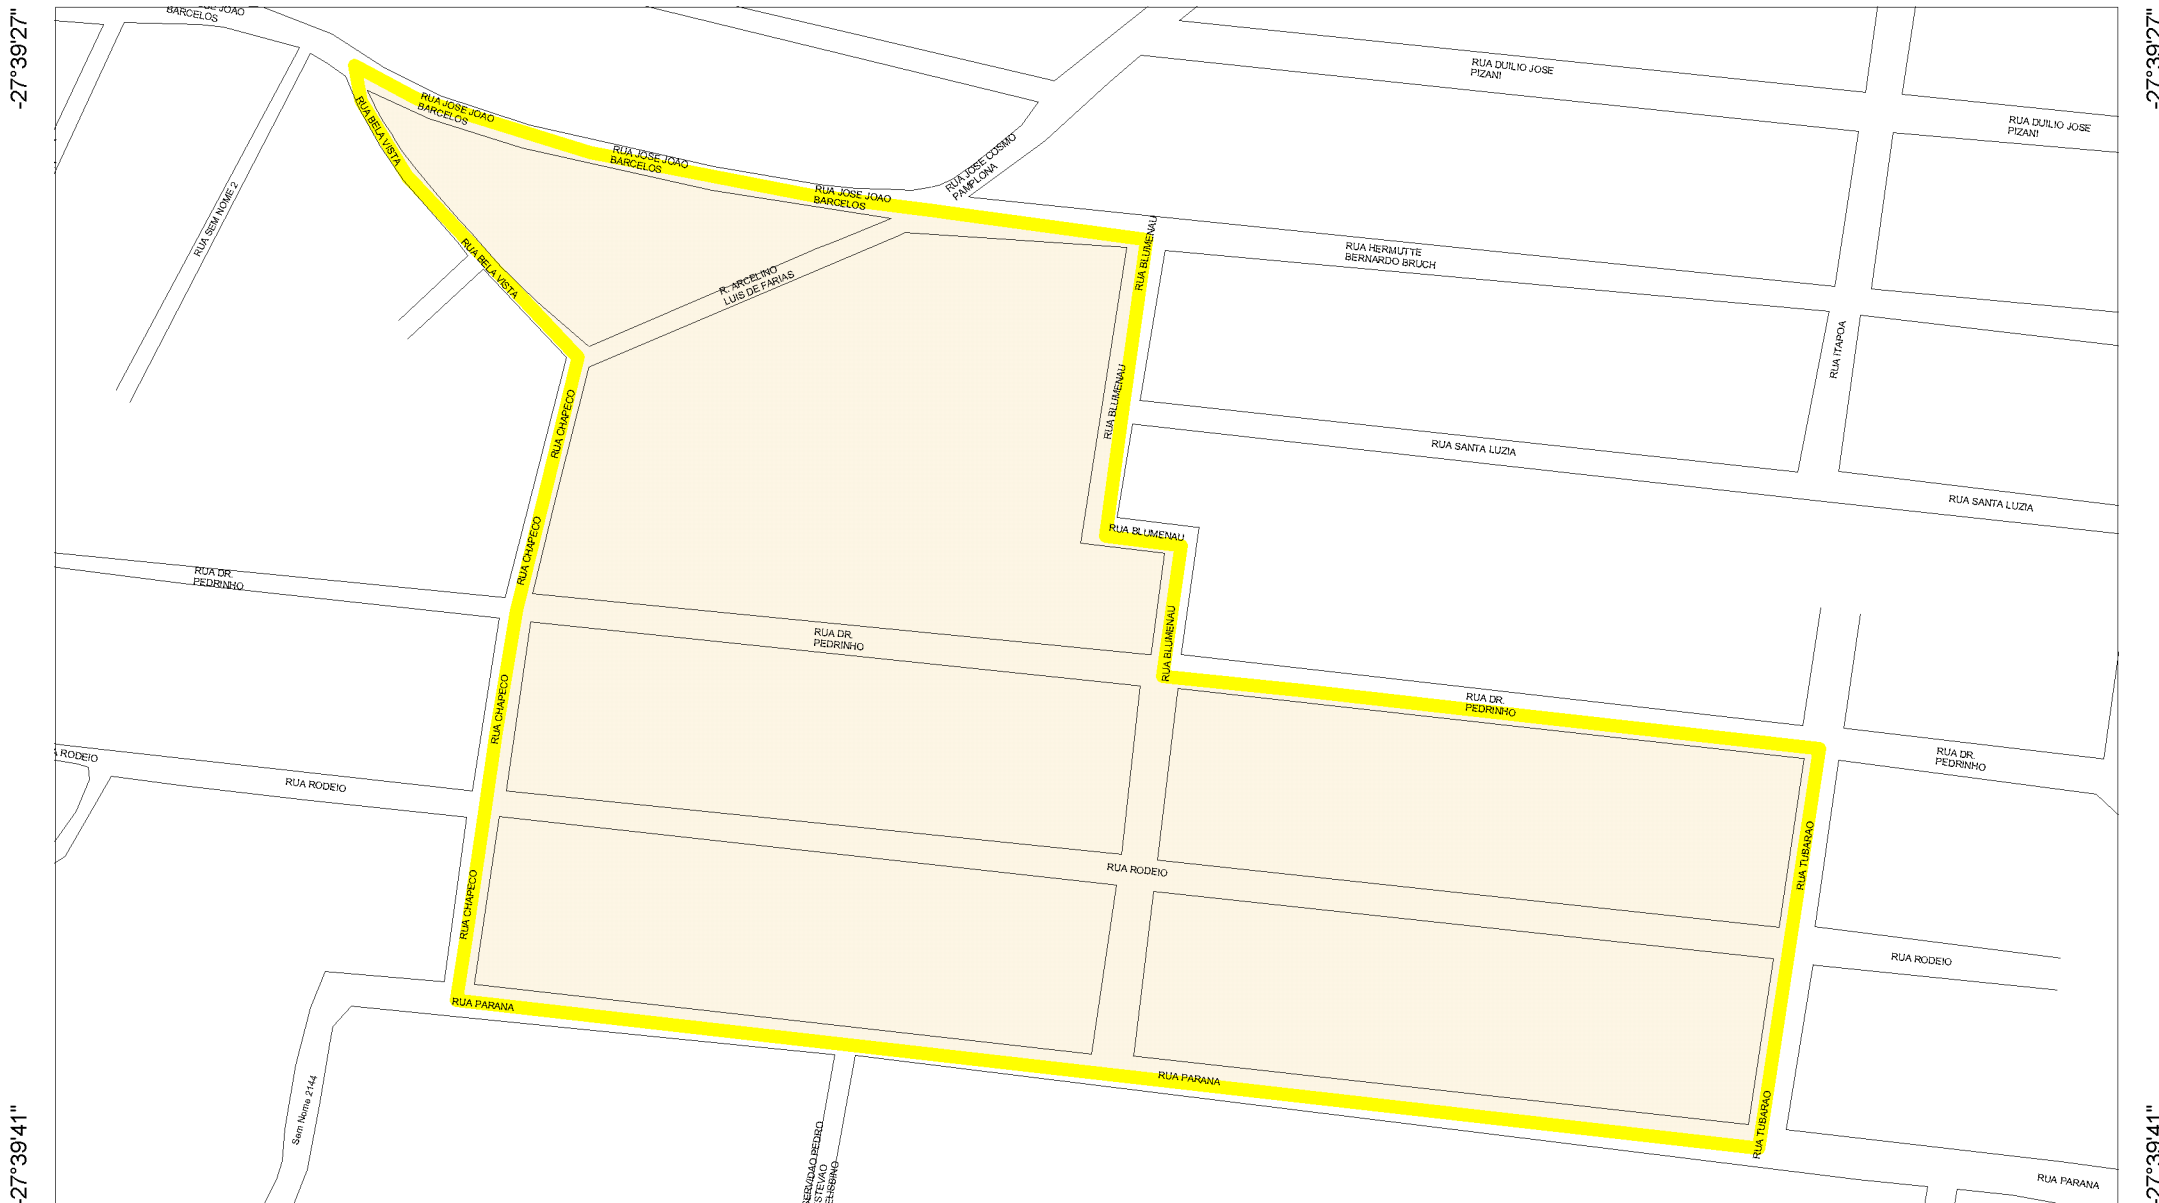 -27°39'27"
-27°39'27"
BARCELOS
RUA DUILIO JOSE
PIZANI
RUA DUILIO JOSE
PIZANI
RUA JOSE JOAO
BARCELOS
RUA BELA VISTA
RUA JOSE JOAO
BARCELOS
RUA JOSE COSMO
PAMPLONA
RUA JOSE JOAO
BARCELOS
RUA SEM NOME 2
RUA BELA VISTA
RUA BLUMENAU
RUA HERMUTTE
BERNARDO BRUCH
R. ARCELINO
LUIS DE FARIAS
RUA ITAPOA
RUA BLUMENAU
RUA CHAPECO
RUA SANTA LUZIA
RUA SANTA LUZIA
RUA BLUMENAU
RUA CHAPECO
RUA DR.
PEDRINHO
RUA DR.
PEDRINHO
RUA BLUMENAU
RUA CHAPECO
RUA DR.
PEDRINHO
RUA DR.
PEDRINHO
A RODEIO
RUA RODEIO
RUA RODEIO
RUA TUBARAO
RUA CHAPECO
RUA RODEIO
RUA PARANA
RUA PARANA
Sem Nome 2144
RUA TUBARAO
SERVIDAO PEDRO
ESTEVAO
ELISBINO
RUA PARANA
-27°39'41"
-27°39'41"